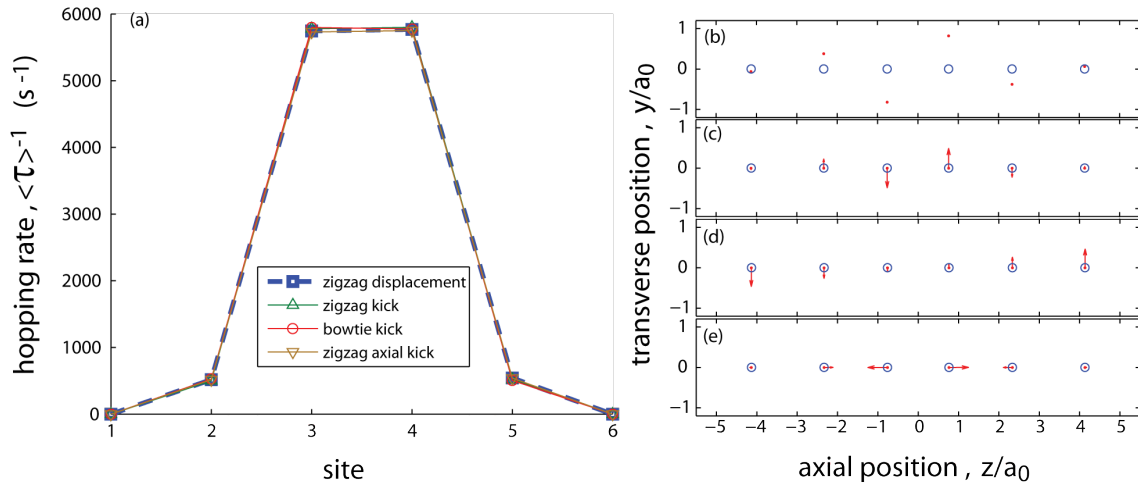 (a)
hopping rate , <τ>⁻¹ (s⁻¹)
6000
5000
4000
3000
2000
1000
0
1 2 3 4 5 6
site
zigzag displacement
zigzag kick
bowtie kick
zigzag axial kick
transverse position , y/a₀
(b)
1
0
−1
(c)
1
0
−1
(d)
1
0
−1
(e)
1
0
−1
−5 −4 −3 −2 −1 0 1 2 3 4 5
axial position , z/a₀